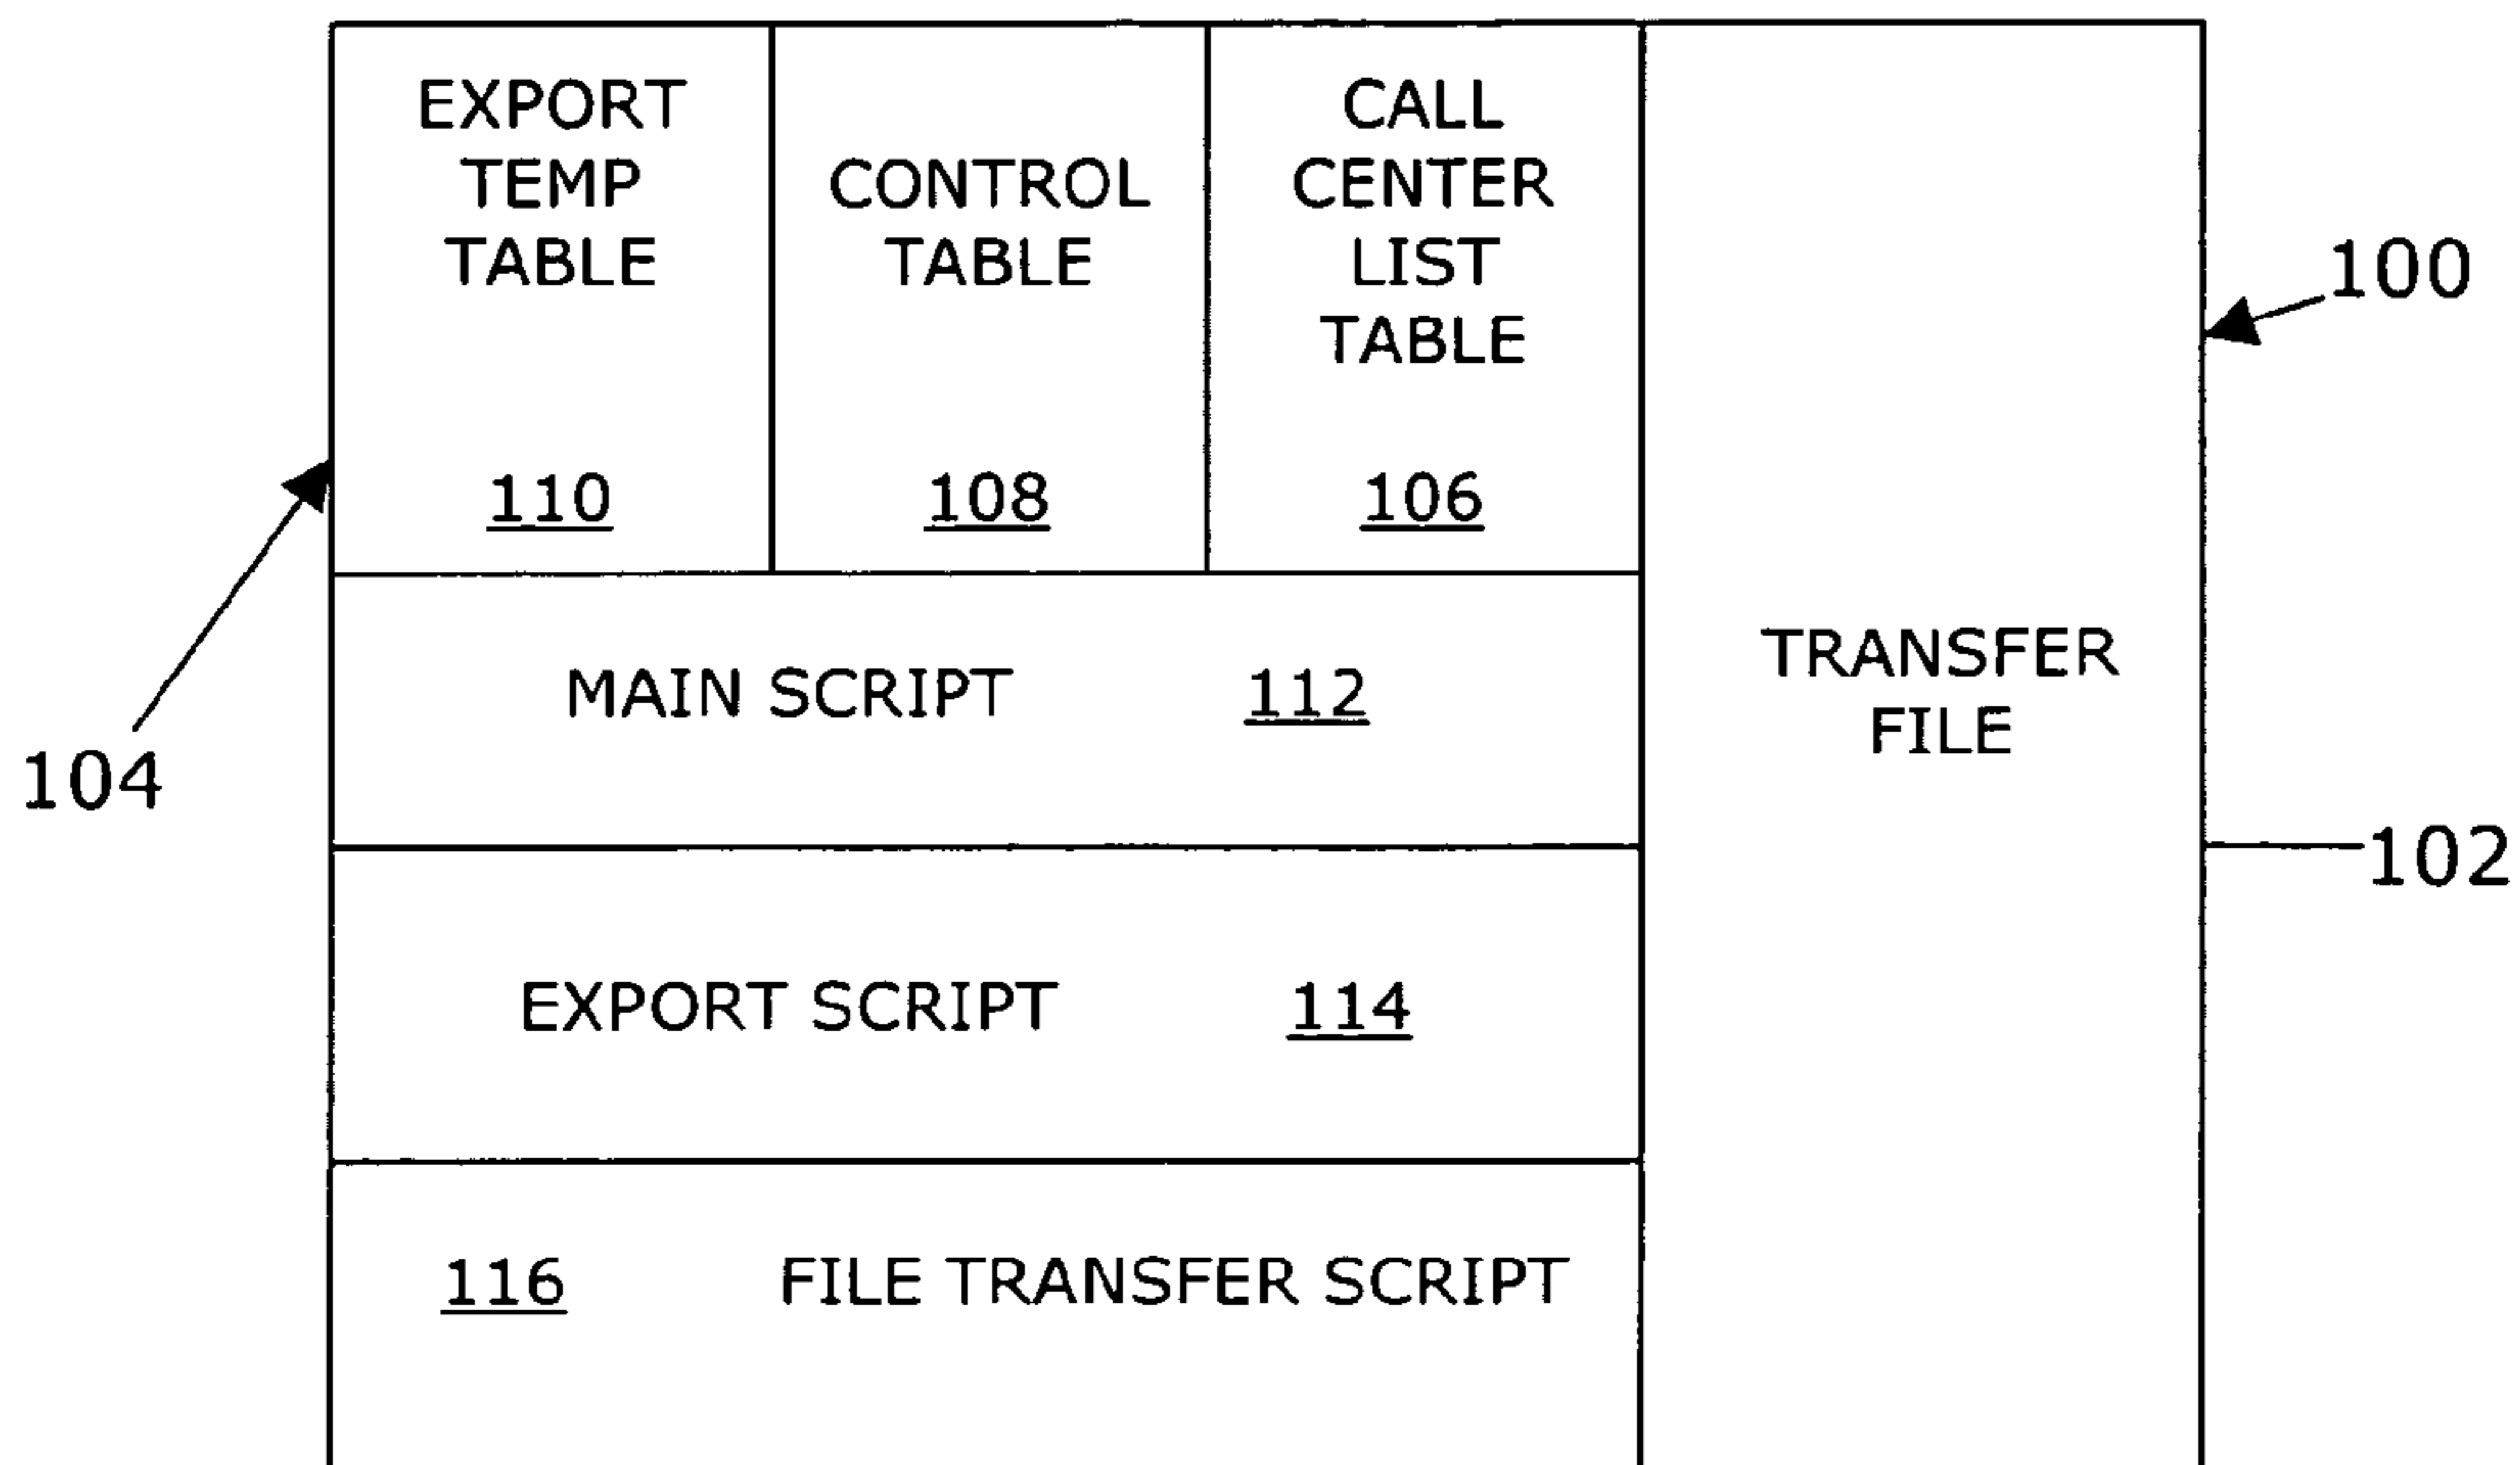 EXPORT
TEMP
TABLE
110
CONTROL
TABLE
108
CALL
CENTER
LIST
TABLE
106
100
104
MAIN SCRIPT 112
TRANSFER
FILE
102
EXPORT SCRIPT 114
116 FILE TRANSFER SCRIPT